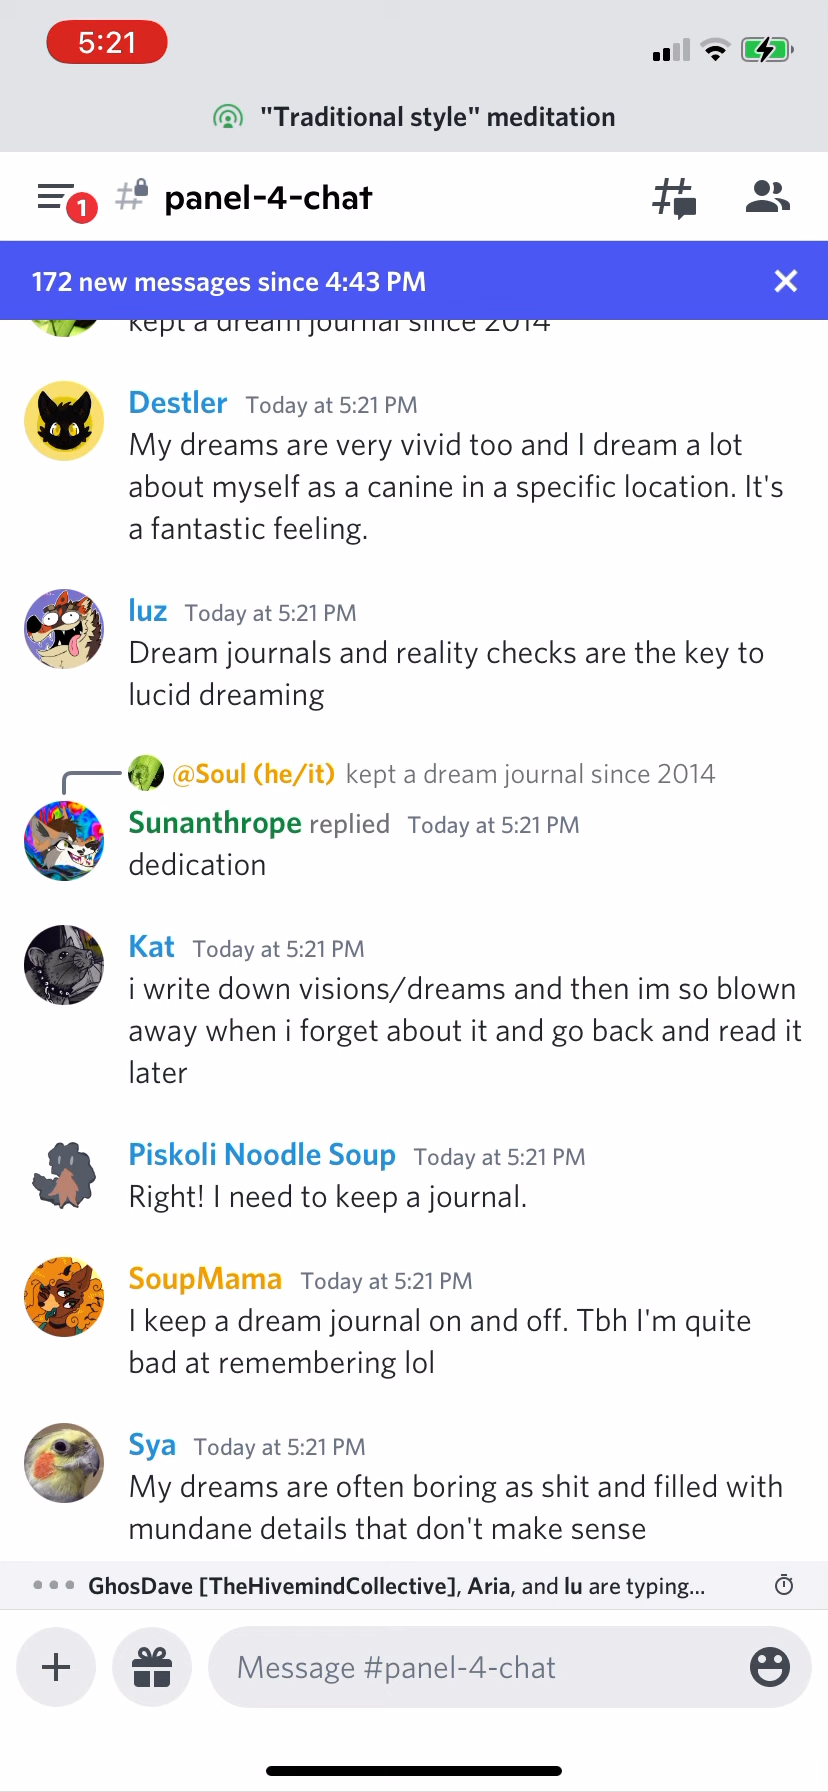 5:21
"Traditional style" meditation
1
panel-4-chat
172 new messages since 4:43 PM
kept a dream journal since 2014
Destler Today at 5:21 PM
My dreams are very vivid too and I dream a lot
about myself as a canine in a specific location. It's
a fantastic feeling.
luz Today at 5:21 PM
Dream journals and reality checks are the key to
lucid dreaming
@Soul (he/it) kept a dream journal since 2014
Sunanthrope replied Today at 5:21 PM
dedication
Kat Today at 5:21 PM
i write down visions/dreams and then im so blown
away when i forget about it and go back and read it
later
Piskoli Noodle Soup Today at 5:21 PM
Right! I need to keep a journal.
SoupMama Today at 5:21 PM
I keep a dream journal on and off. Tbh I'm quite
bad at remembering lol
Sya Today at 5:21 PM
My dreams are often boring as shit and filled with
mundane details that don't make sense
GhosDave [TheHivemindCollective], Aria, and lu are typing...
Message #panel-4-chat